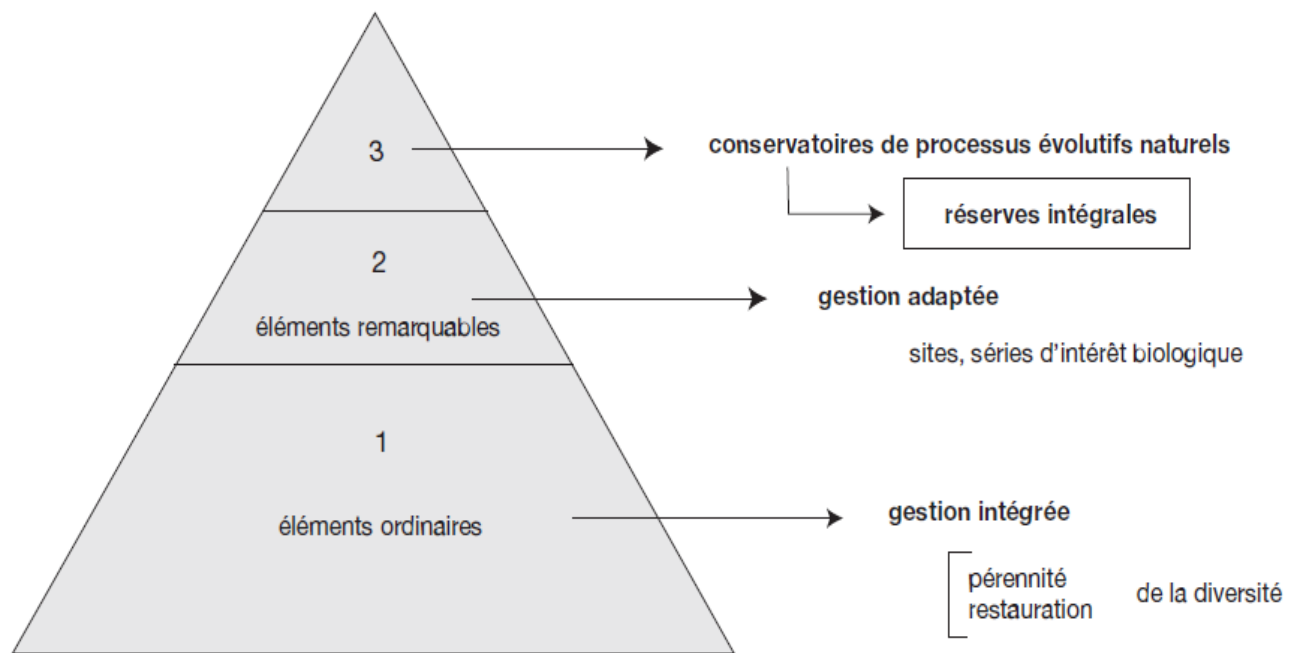 3
conservatoires de processus évolutifs naturels
réserves intégrales
2
éléments remarquables
gestion adaptée
sites, séries d'intérêt biologique
1
éléments ordinaires
gestion intégrée
pérennité
restauration
de la diversité